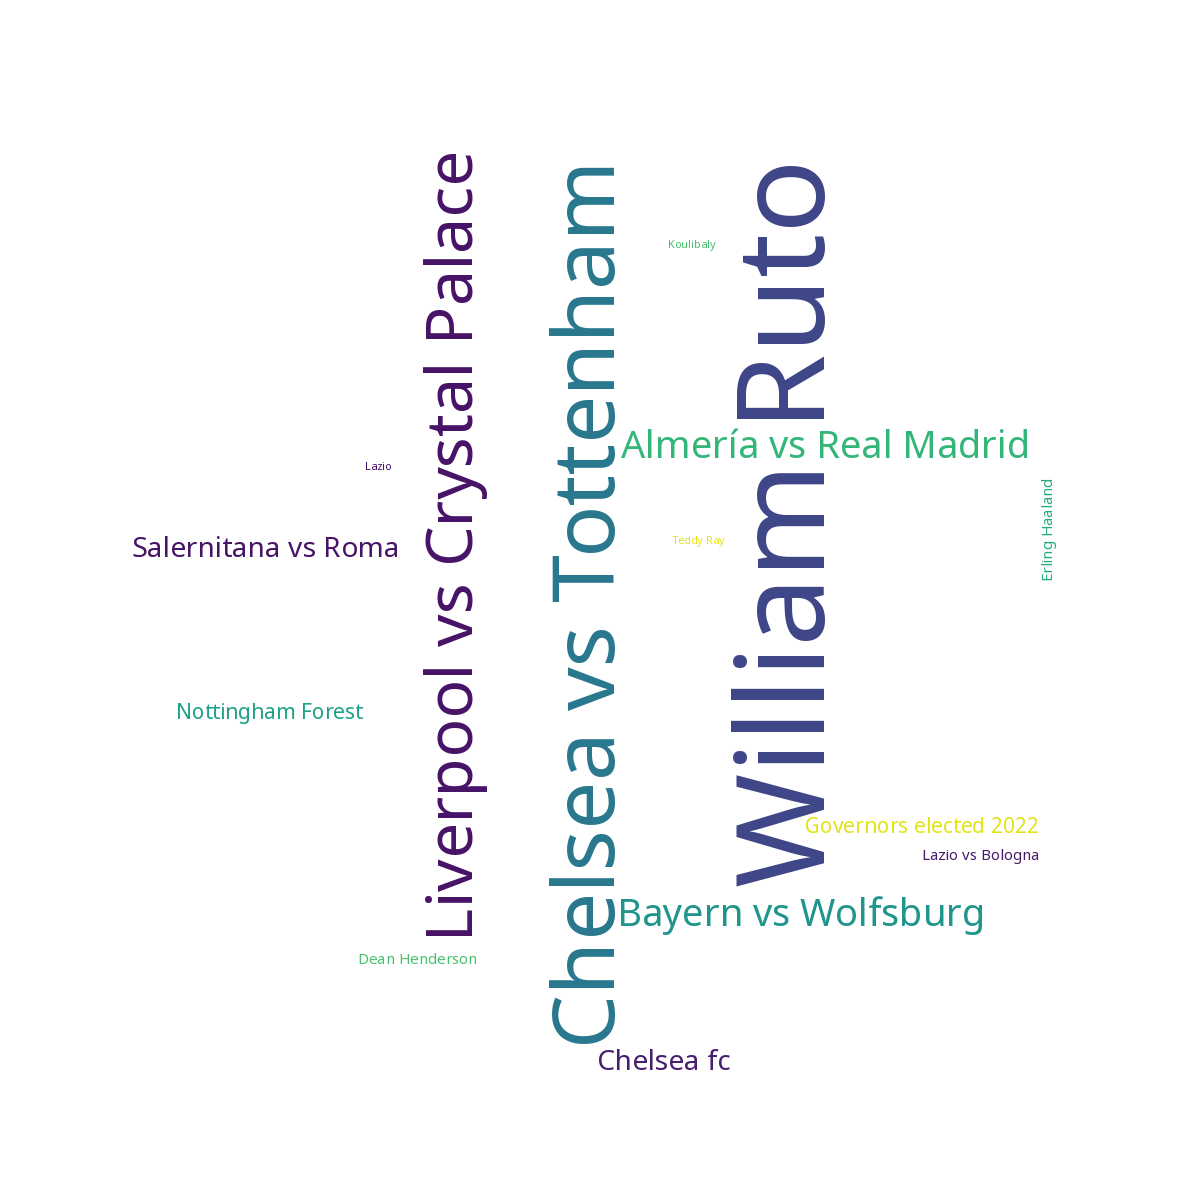 Liverpool vs Crystal Palace
Chelsea vs Tottenham
William Ruto
Koulibaly
Almería vs Real Madrid
Lazio
Erling Haaland
Teddy Ray
Salernitana vs Roma
Nottingham Forest
Governors elected 2022
Lazio vs Bologna
Bayern vs Wolfsburg
Dean Henderson
Chelsea fc